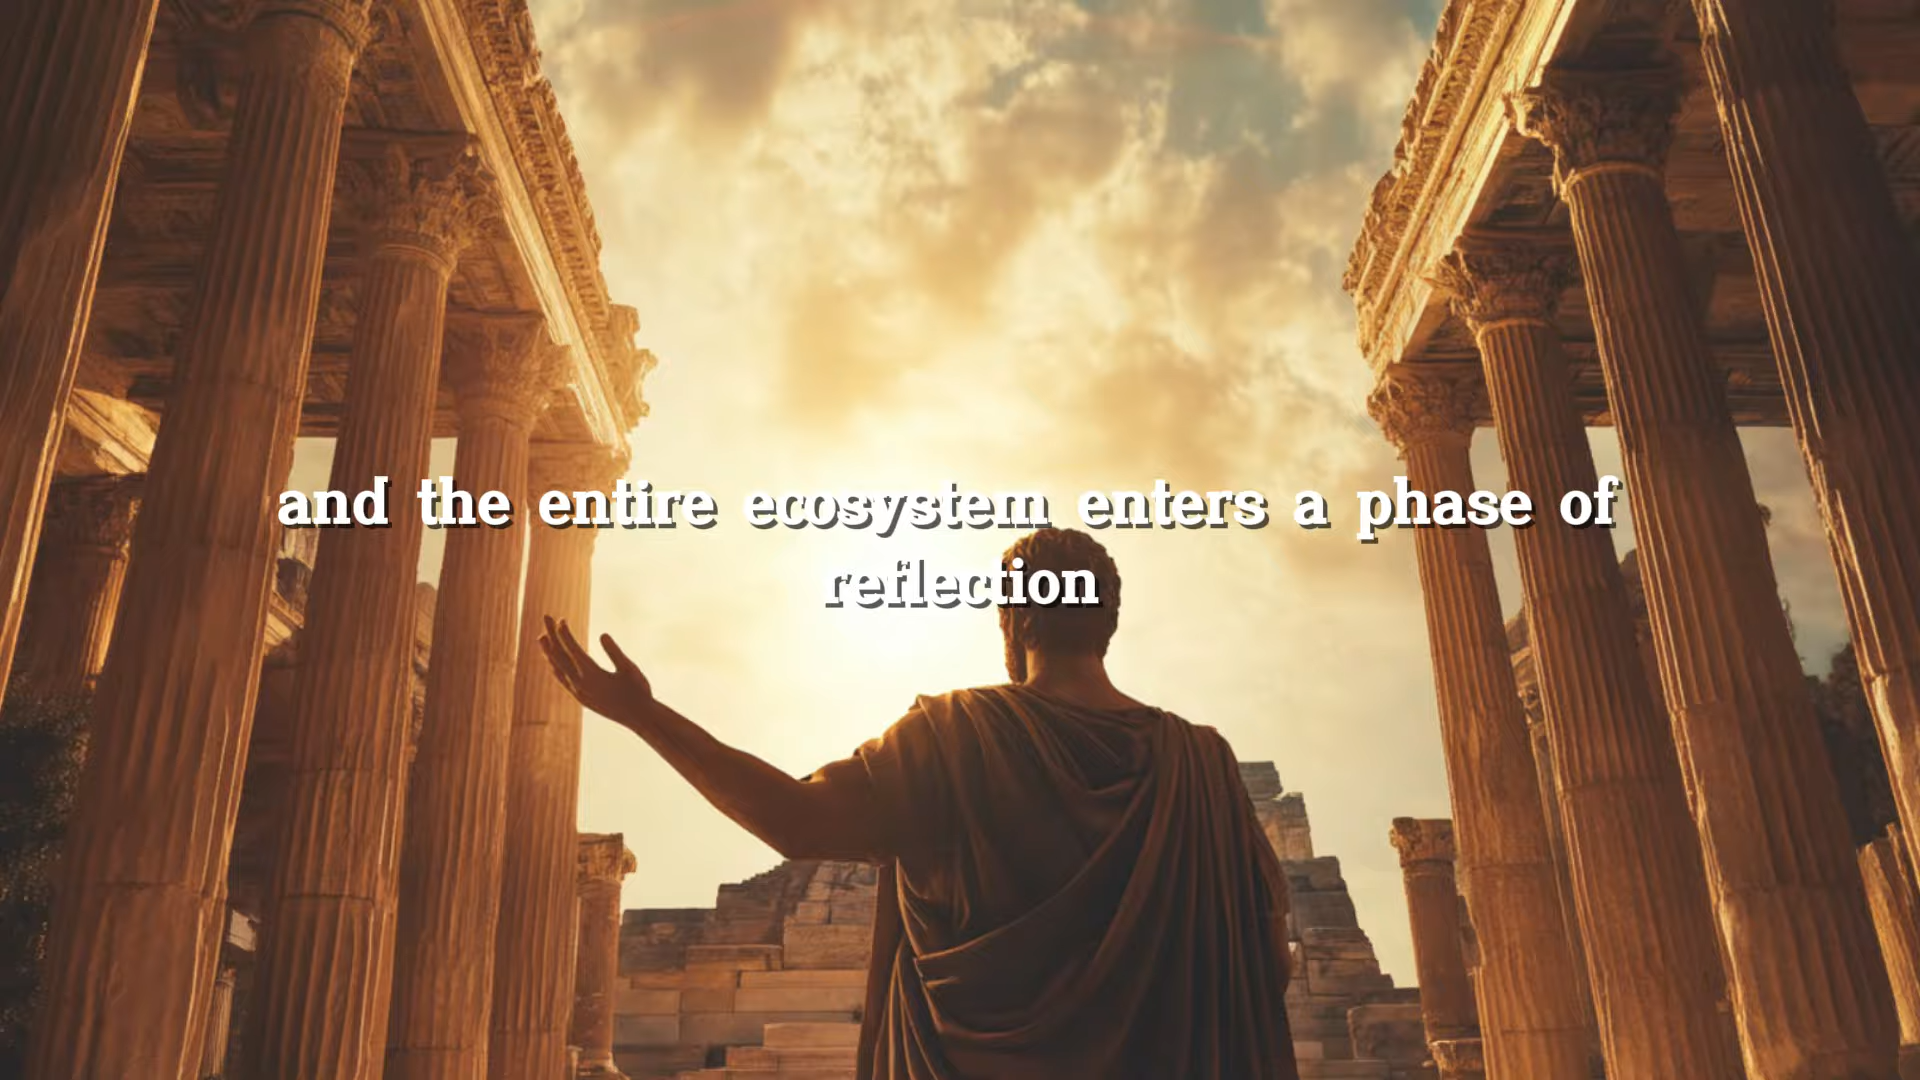 and the entire ecosystem enters a phase of
reflection